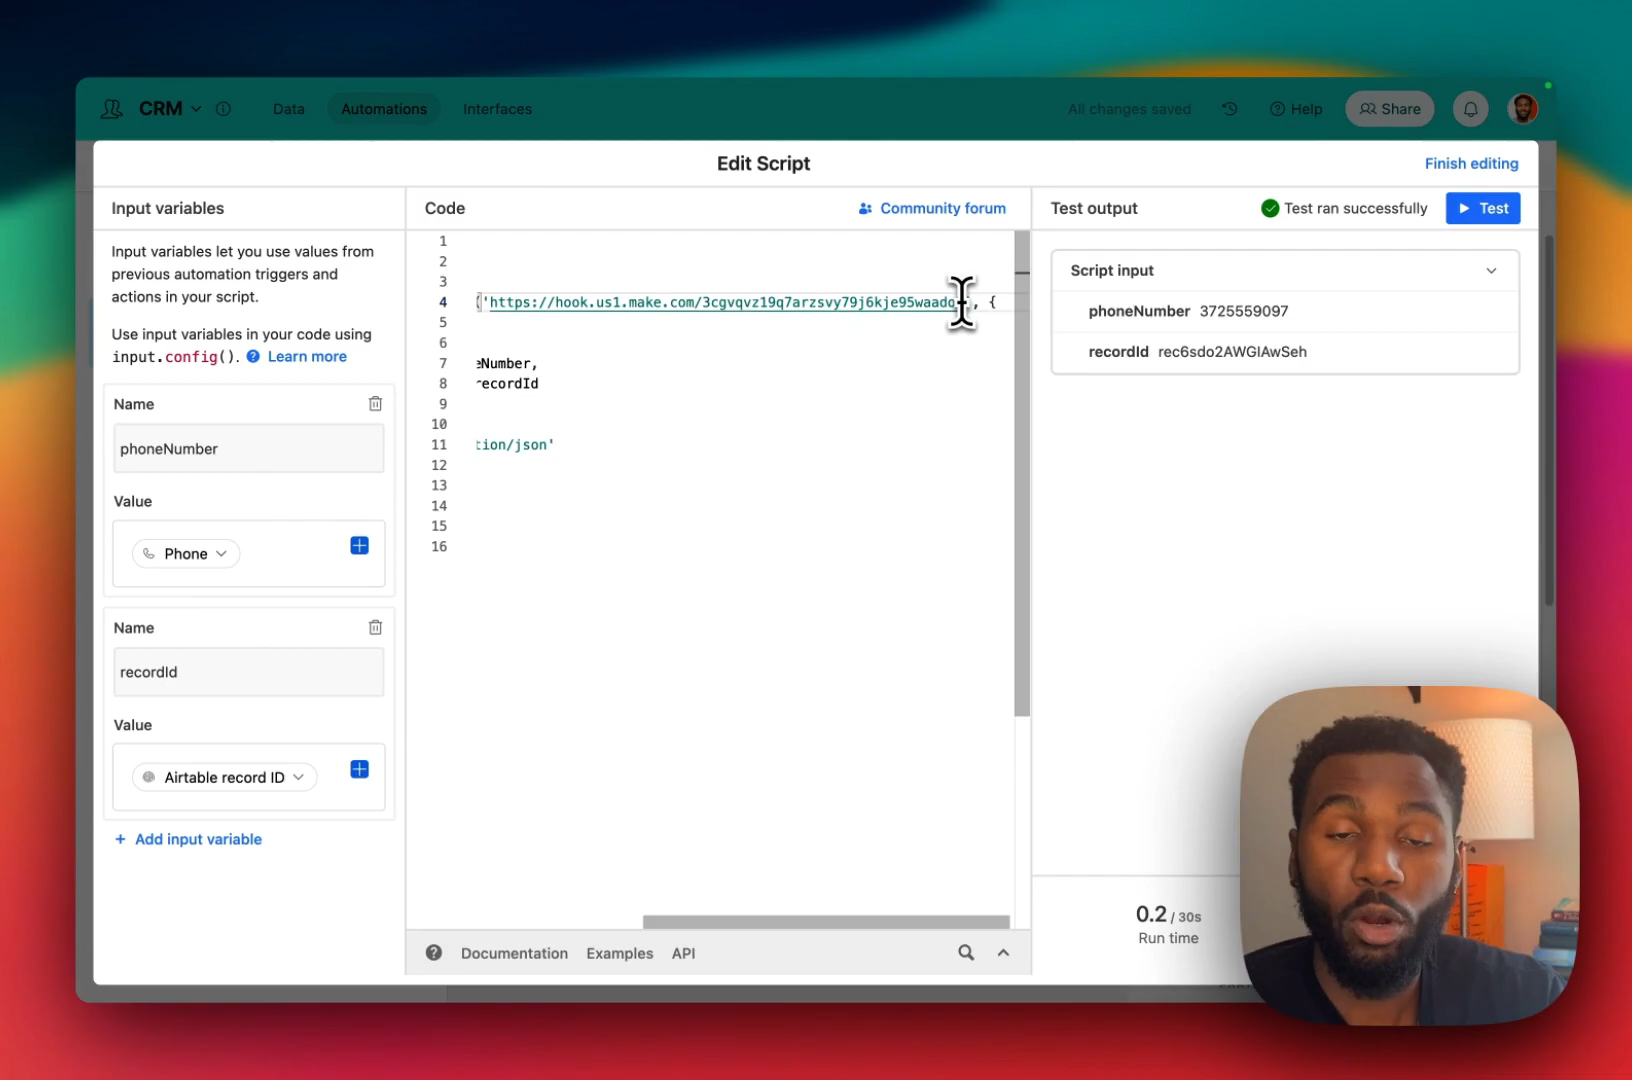 CRM
Data
Automations
Interfaces
All changes saved
Help
Share
Edit Script
Finish editing
Input variables
Input variables let you use values from
previous automation triggers and
actions in your script.
Use input variables in your code using
input.config(). Learn more
Name
phoneNumber
Value
Phone
Name
recordId
Value
Airtable record ID
+ Add input variable
Code
Community forum
1
2
3
4 ('https://hook.us1.make.com/3cgvqvz19q7arzsvy79j6kje95waado', {
5
6
7 eNumber,
8 recordId
9
10
11 tion/json'
12
13
14
15
16
Documentation
Examples
API
Test output
Test ran successfully
Test
Script input
phoneNumber 3725559097
recordId rec6sdo2AWGlAwSeh
0.2 / 30s
Run time